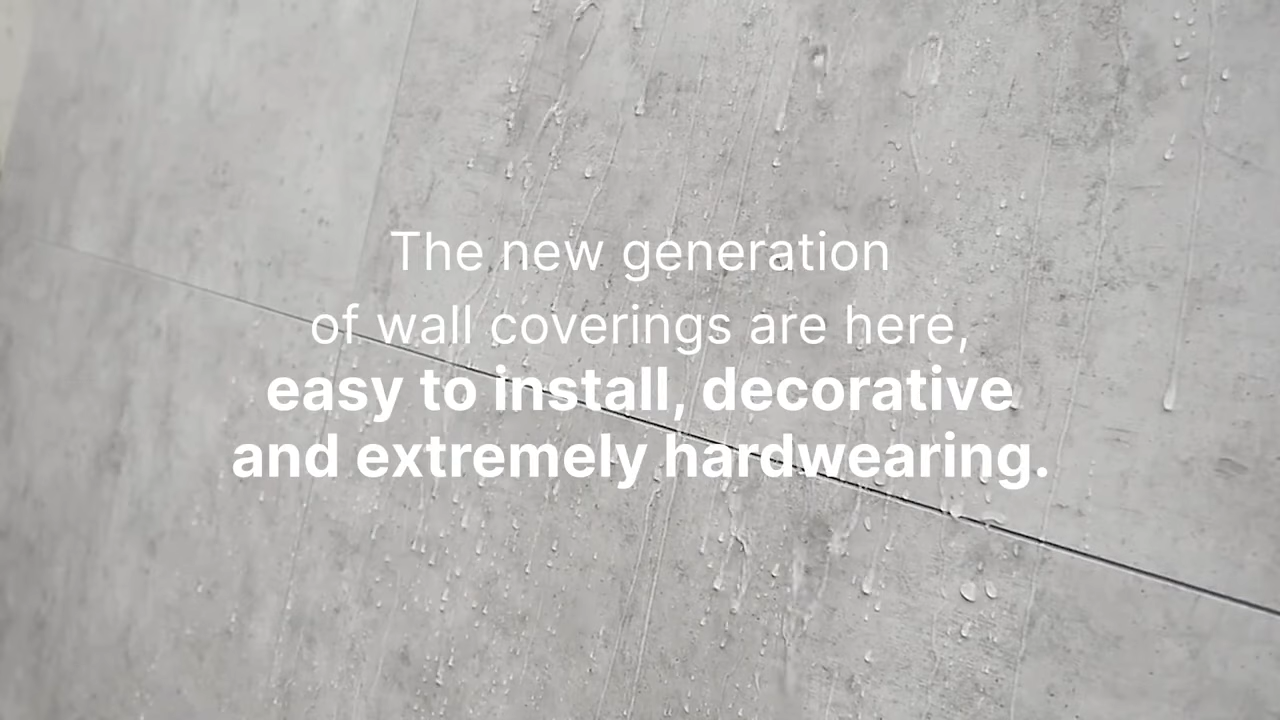 The new generation
of wall coverings are here,
easy to install, decorative
and extremely hardwearing.